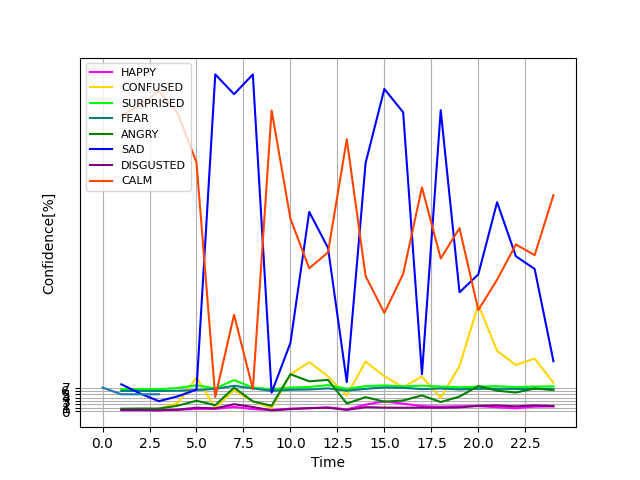 HAPPY
CONFUSED
SURPRISED
FEAR
ANGRY
SAD
DISGUSTED
CALM
Confidence[%]
0.0 2.5 5.0 7.5 10.0 12.5 15.0 17.5 20.0 22.5
Time